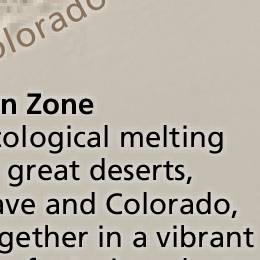 olorado
n Zone
ological melting
great deserts,
ave and Colorado,
gether in a vibrant